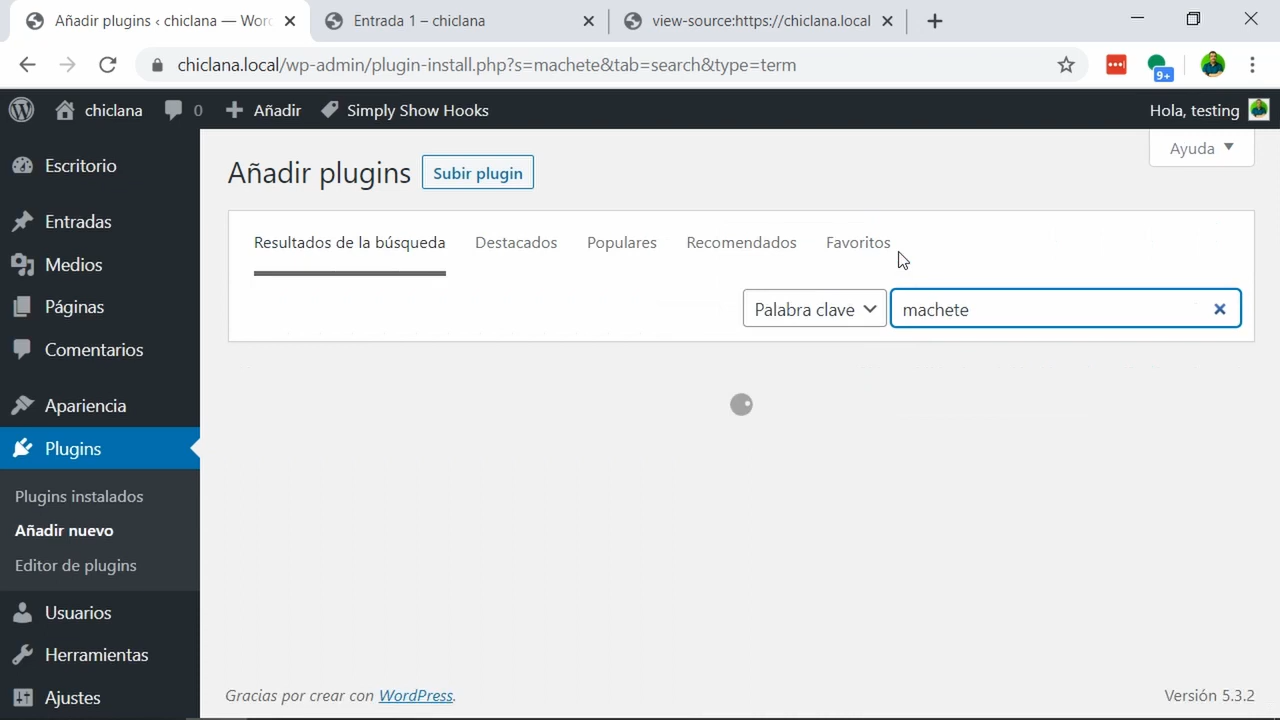 Añadir plugins ‹ chiclana — Wor
Entrada 1 – chiclana
view-source:https://chiclana.local
chiclana.local/wp-admin/plugin-install.php?s=machete&tab=search&type=term
9+
chiclana
0
Añadir
Simply Show Hooks
Hola, testing
Escritorio
Entradas
Medios
Páginas
Comentarios
Apariencia
Plugins
Plugins instalados
Añadir nuevo
Editor de plugins
Usuarios
Herramientas
Ajustes
Ayuda
Añadir plugins
Subir plugin
Resultados de la búsqueda Destacados Populares Recomendados Favoritos
Palabra clave
machete
Gracias por crear con WordPress.
Versión 5.3.2